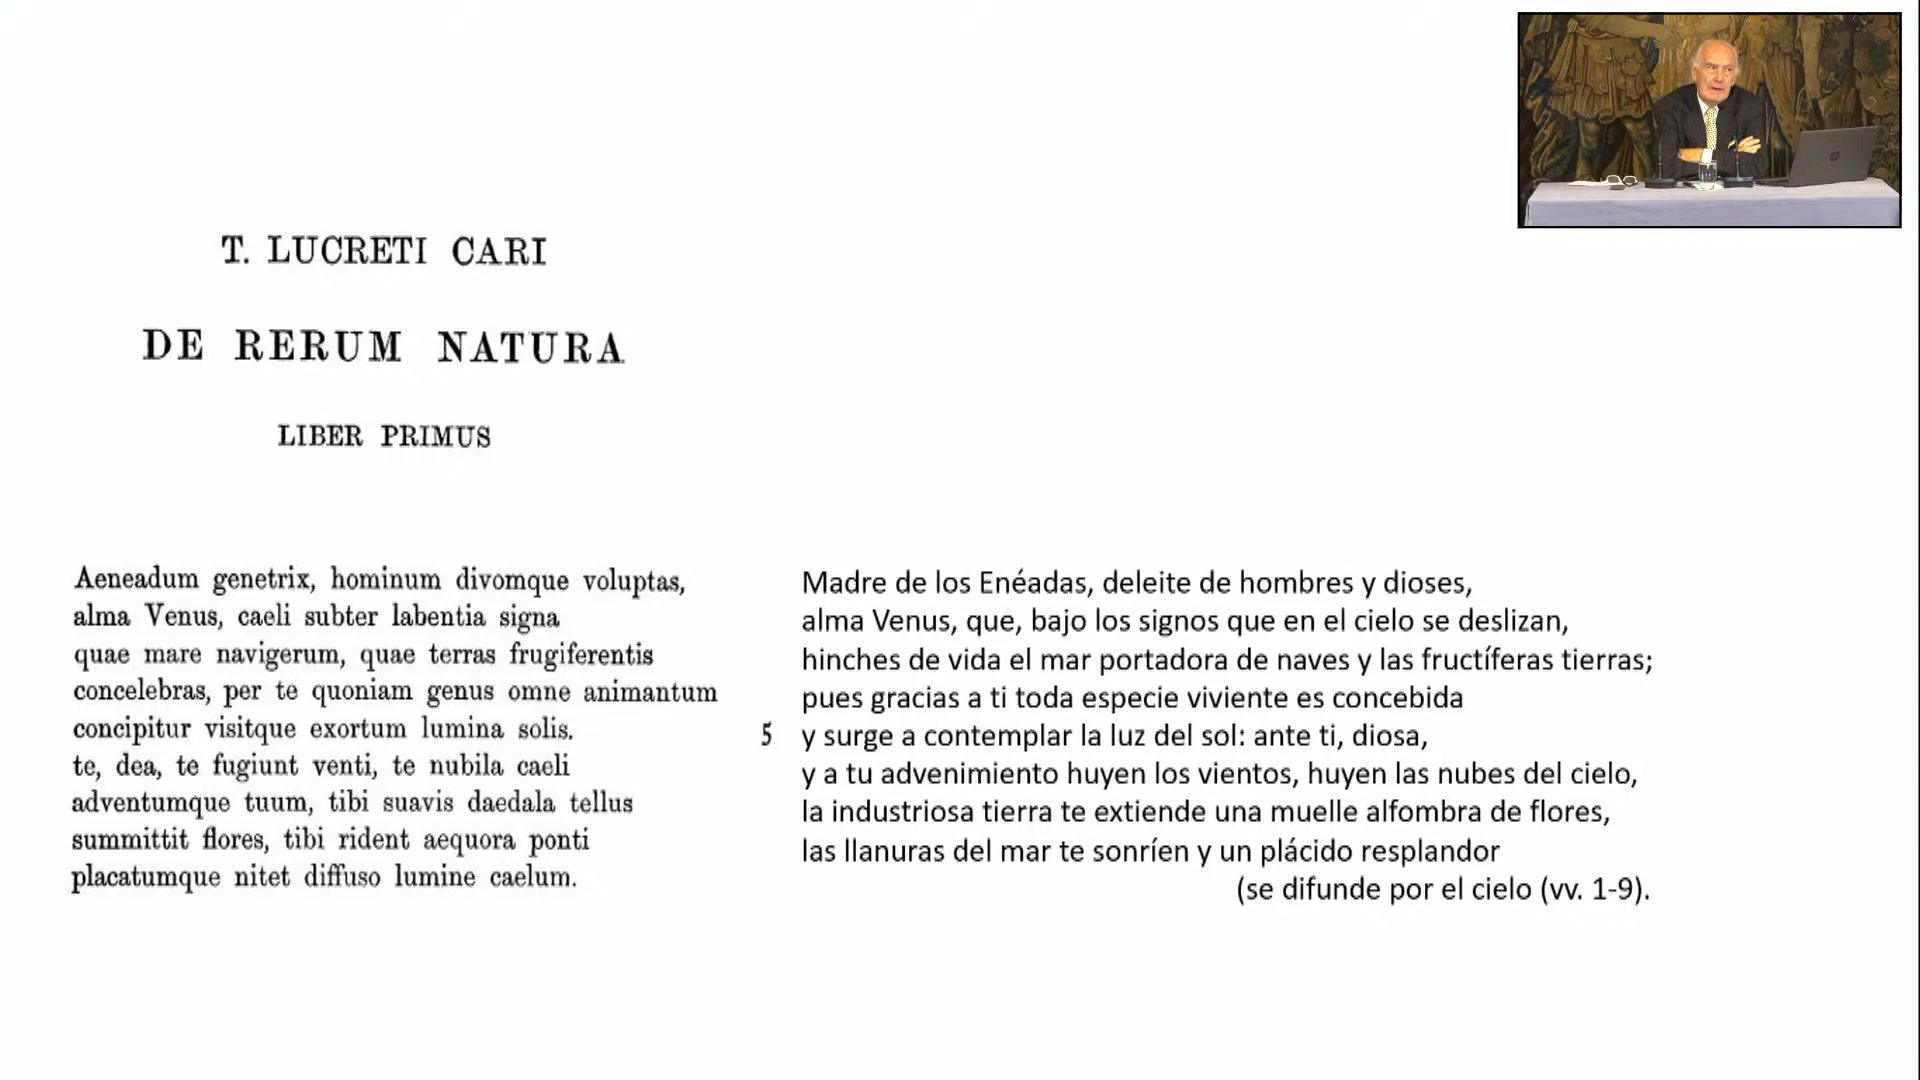 T. LUCRETI CARI
DE RERUM NATURA
LIBER PRIMUS
Aeneadum genetrix, hominum divomque voluptas,
alma Venus, caeli subter labentia signa
quae mare navigerum, quae terras frugiferentis
concelebras, per te quoniam genus omne animantum
concipitur visitque exortum lumina solis.
te, dea, te fugiunt venti, te nubila caeli
adventumque tuum, tibi suavis daedala tellus
summittit flores, tibi rident aequora ponti
placatumque nitet diffuso lumine caelum.
Madre de los Enéadas, deleite de hombres y dioses,
alma Venus, que, bajo los signos que en el cielo se deslizan,
hinches de vida el mar portadora de naves y las fructíferas tierras;
pues gracias a ti toda especie viviente es concebida
5 y surge a contemplar la luz del sol: ante ti, diosa,
y a tu advenimiento huyen los vientos, huyen las nubes del cielo,
la industriosa tierra te extiende una muelle alfombra de flores,
las llanuras del mar te sonríen y un plácido resplandor
(se difunde por el cielo (vv. 1-9).